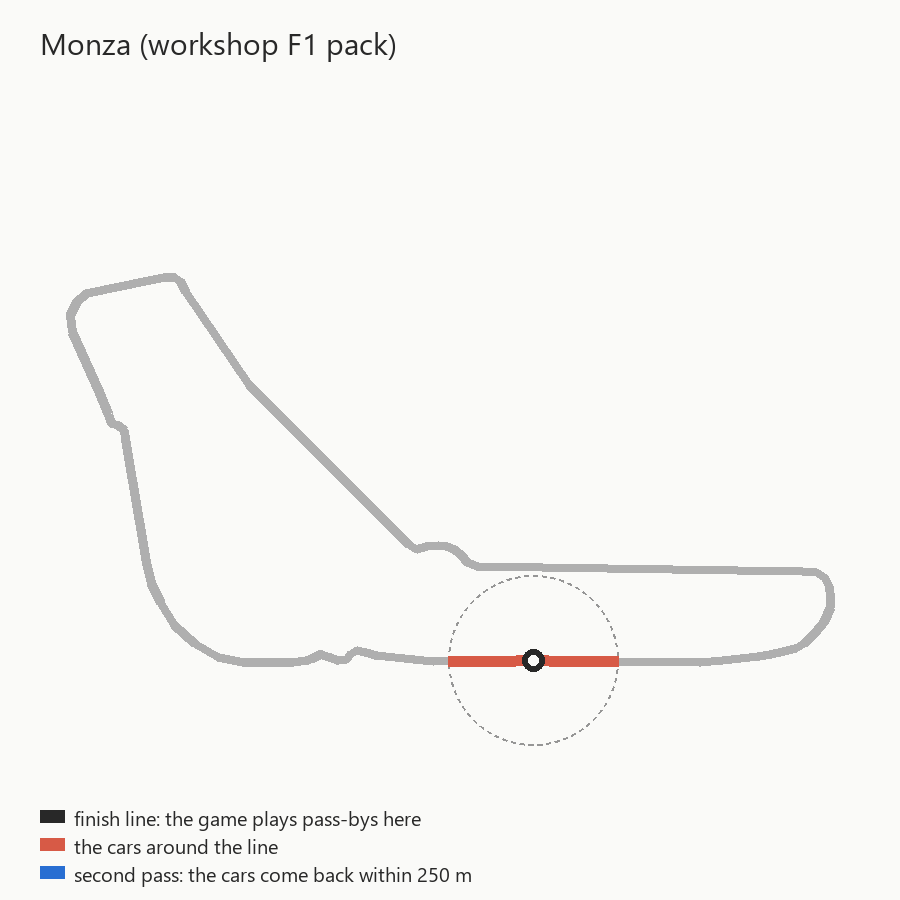 Monza (workshop F1 pack)
finish line: the game plays pass-bys here
the cars around the line
second pass: the cars come back within 250 m